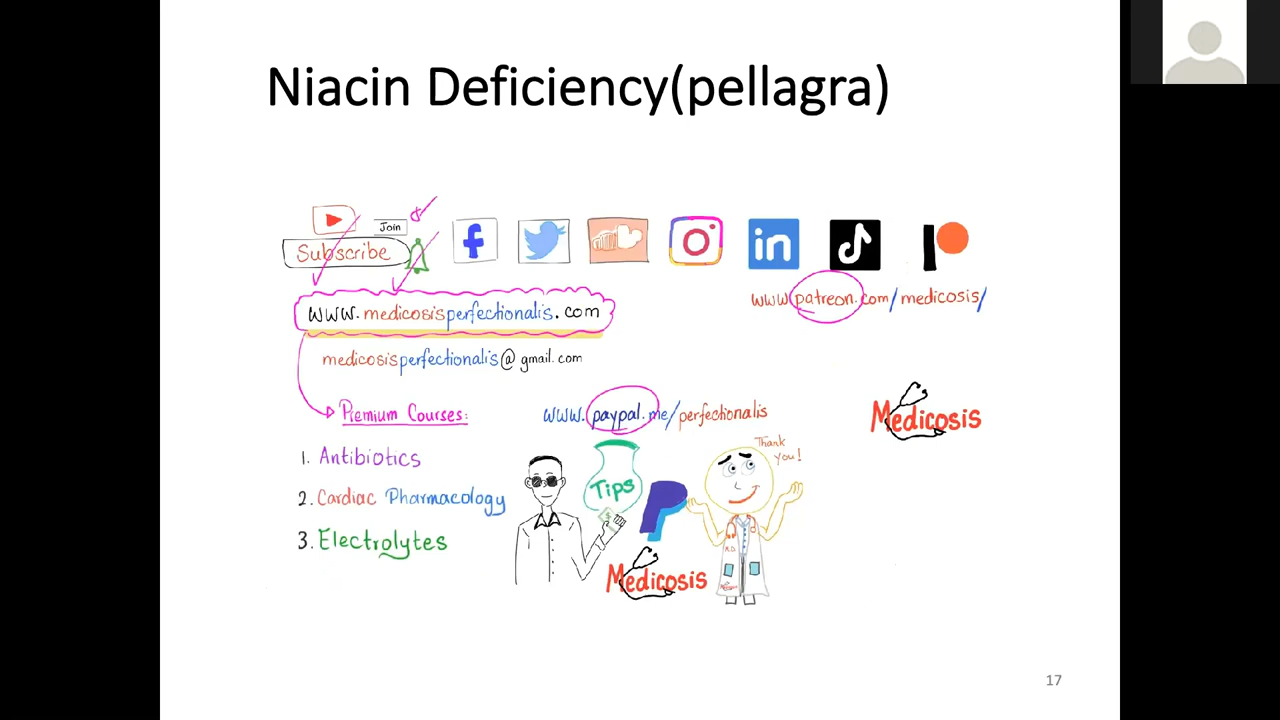 Niacin Deficiency(pellagra)
Join
Subscribe
www.medicosisperfectionalis.com
www.patreon.com/medicosis/
medicosisperfectionalis@gmail.com
Premium Courses:
www.paypal.me/perfectionalis
Medicosis
1. Antibiotics
2. Cardiac Pharmacology
3. Electrolytes
Thank
you!
Tips
M.D.
Medicosis
17